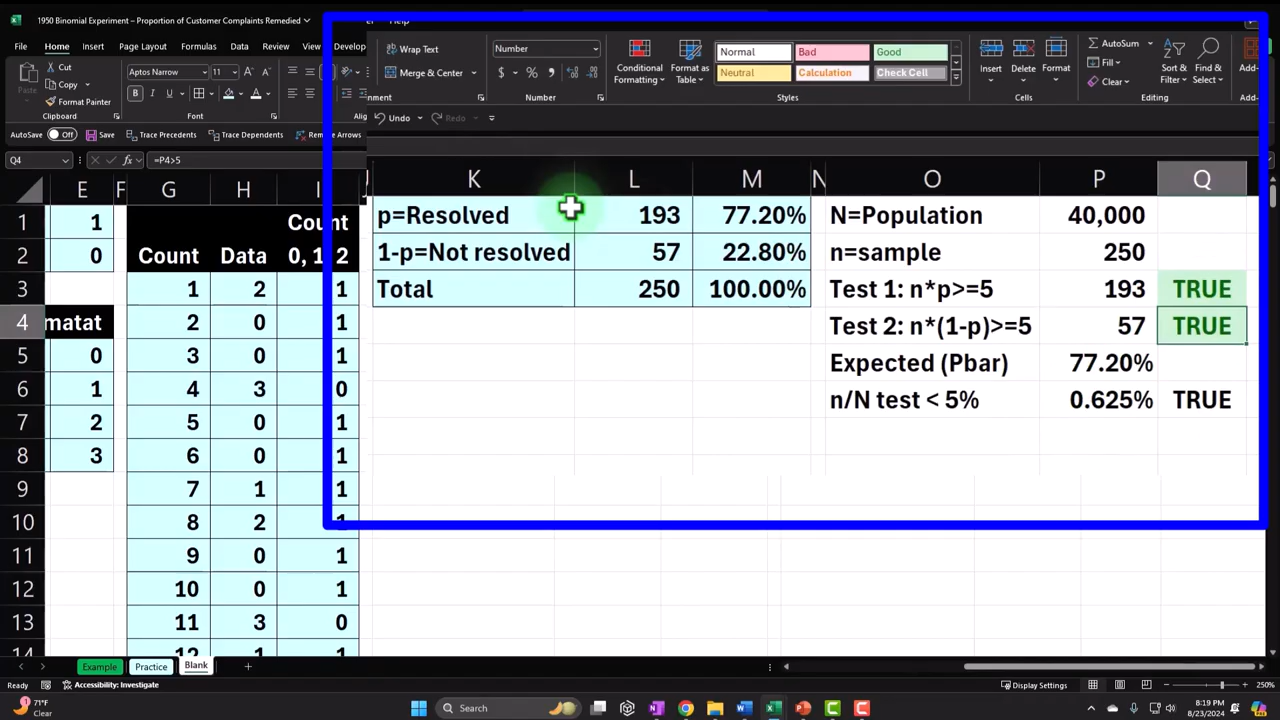 1950 Binomial Experiment – Proportion of Customer Complaints Remedied
Help
File Home Insert Page Layout Formulas Data Review View Develop
Cut
Copy
Format Painter
Paste
Clipboard
Aptos Narrow 11
B I U
Font
Wrap Text
Merge & Center
Number
$ % 9
Number
Conditional Formatting
Format as Table
Normal Bad Good
Neutral Calculation Check Cell
Styles
Insert Delete Format
Cells
AutoSum
Fill
Clear
Sort & Filter
Find & Select
Editing
AutoSave Off Save Trace Precedents Trace Dependents
Undo Redo
Q4 fx =P4>5
E F G H I K L M N O P Q
1 1 Count p=Resolved 193 77.20% N=Population 40,000
2 0 Count Data 0, 1, 2 1-p=Not resolved 57 22.80% n=sample 250
3 1 2 1 Total 250 100.00% Test 1: n*p>=5 193 TRUE
4 matat 2 0 1 Test 2: n*(1-p)>=5 57 TRUE
5 0 3 0 1 Expected (Pbar) 77.20%
6 1 4 3 0 n/N test < 5% 0.625% TRUE
7 2 5 0 1
8 3 6 0 1
9 7 1 1
10 8 2 1
11 9 0 1
12 10 0 1
13 11 3 0
14 12 1 1
Example Practice Blank
Ready Accessibility: Investigate Display Settings 250%
71°F
Clear
Search
8:19 PM
8/23/2024